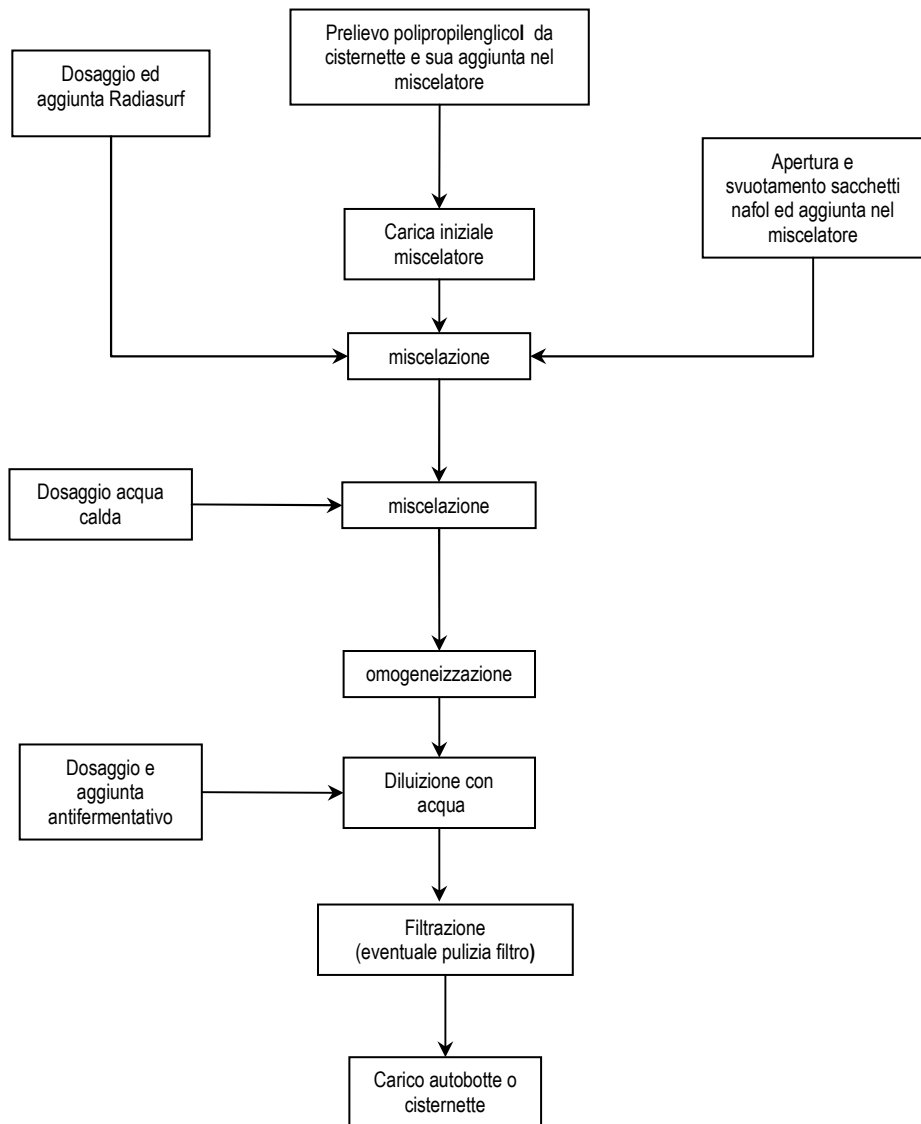 Prelievo polipropilenglicol da
cisternette e sua aggiunta nel
miscelatore
Dosaggio ed
aggiunta Radiasurf
Apertura e
svuotamento sacchetti
nafol ed aggiunta nel
miscelatore
Carica iniziale
miscelatore
miscelazione
Dosaggio acqua
calda
miscelazione
omogeneizzazione
Dosaggio e
aggiunta
antifermentativo
Diluizione con
acqua
Filtrazione
(eventuale pulizia filtro)
Carico autobotte o
cisternette